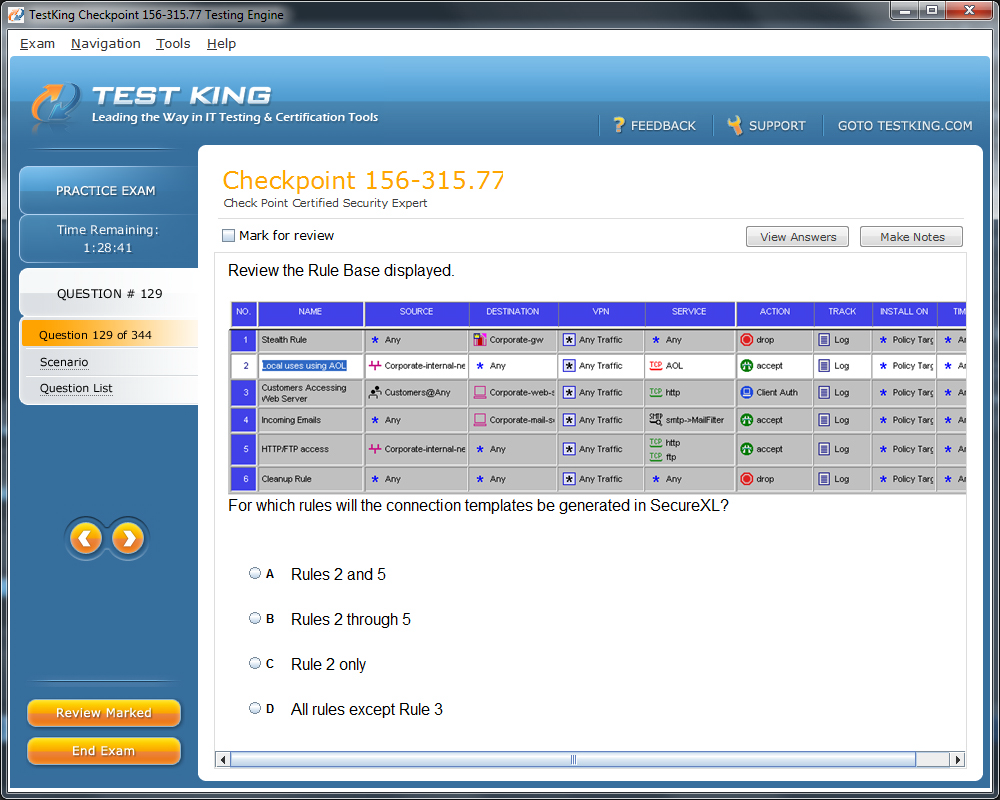 TestKing Checkpoint 156-315.77 Testing Engine
Exam Navigation Tools Help
TEST KING
Leading the Way in IT Testing & Certification Tools
? FEEDBACK SUPPORT GOTO TESTKING.COM
PRACTICE EXAM
Time Remaining:
1:28:41
QUESTION # 129
Question 129 of 344
Scenario
Question List
Review Marked
End Exam
Checkpoint 156-315.77
Check Point Certified Security Expert
Mark for review View Answers Make Notes
Review the Rule Base displayed.
NO. NAME SOURCE DESTINATION VPN SERVICE ACTION TRACK INSTALL ON TIM
1 Stealth Rule * Any Corporate-gw * Any Traffic * Any drop Log * Policy Targ * A
2 Local uses using AOL Corporate-internal-ne * Any * Any Traffic TCP AOL accept Log * Policy Targ * A
3 Customers Accessing Web Server Customers@Any Corporate-web-s * Any Traffic TCP http Client Auth Log * Policy Targ * A
4 Incoming Emails * Any Corporate-mail-s * Any Traffic SMTP smtp->MailFilter accept Log * Policy Targ * A
5 HTTP/FTP access Corporate-internal-ne * Any * Any Traffic TCP http TCP ftp accept Log * Policy Targ * A
6 Cleanup Rule * Any * Any * Any Traffic * Any drop Log * Policy Targ * A
For which rules will the connection templates be generated in SecureXL?
A Rules 2 and 5
B Rules 2 through 5
C Rule 2 only
D All rules except Rule 3